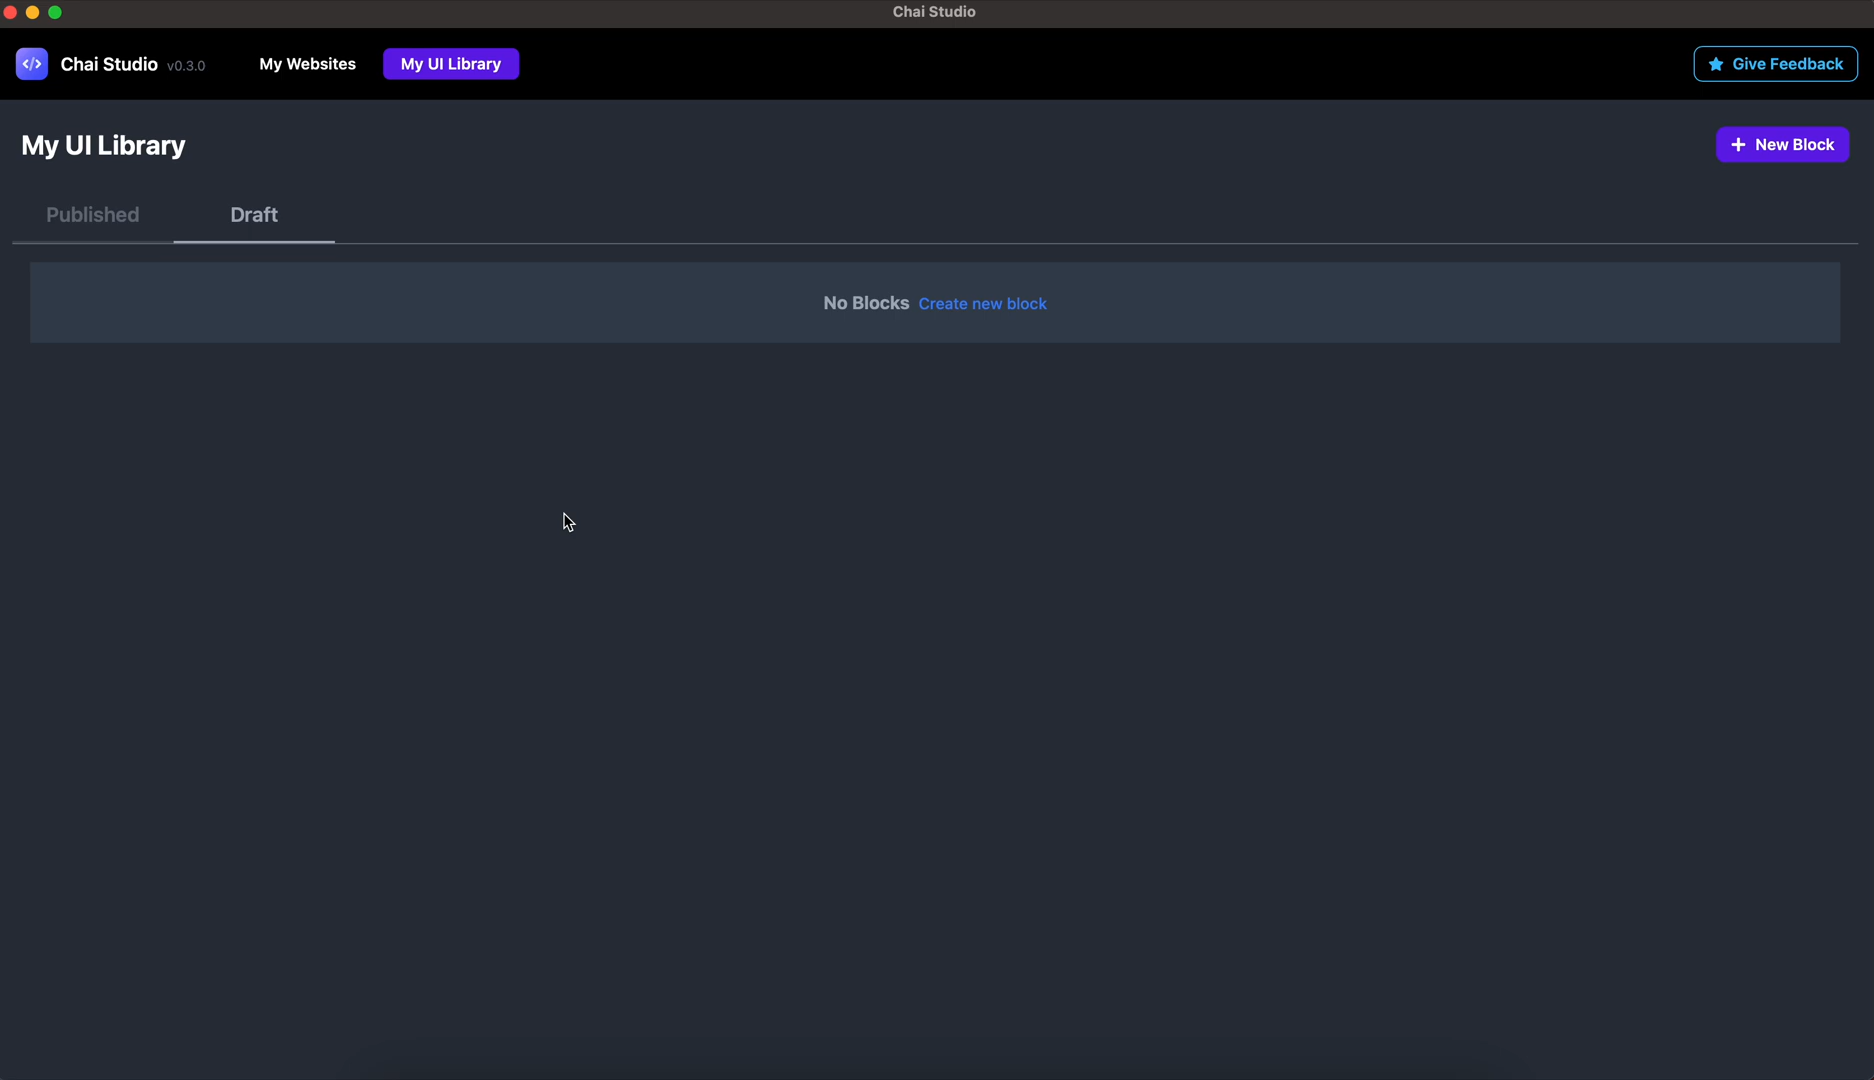 Chai Studio
</> Chai Studio v0.3.0 My Websites My UI Library Give Feedback
My UI Library + New Block
Published Draft
No Blocks Create new block